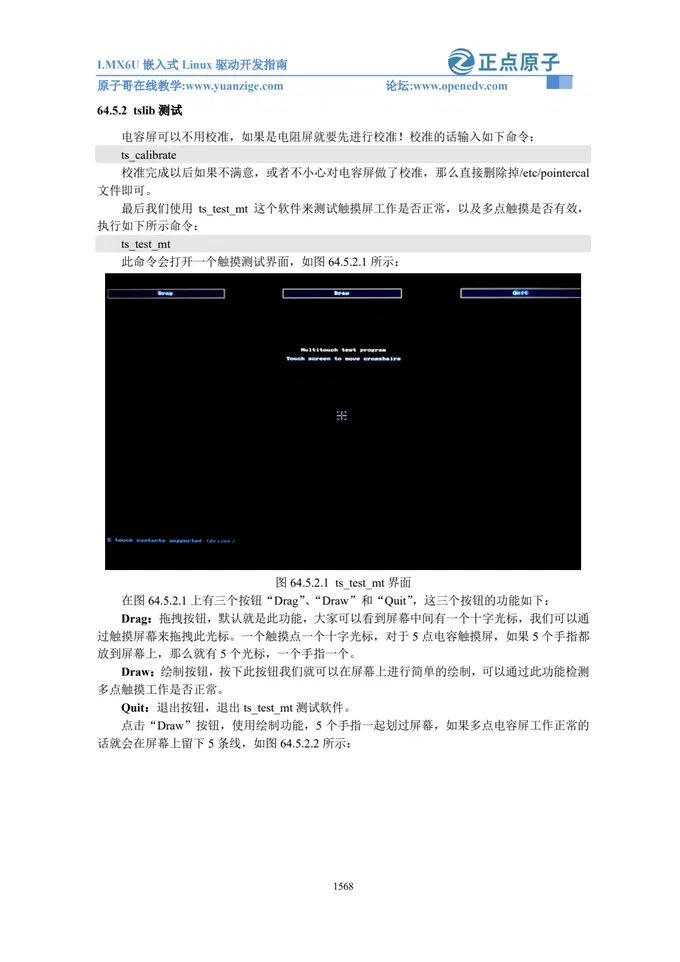 I.MX6U 嵌入式 Linux 驱动开发指南
正点原子
原子哥在线教学:www.yuanzige.com 论坛:www.openedv.com
64.5.2 tslib 测试
电容屏可以不用校准，如果是电阻屏就要先进行校准！校准的话输入如下命令：
ts_calibrate
校准完成以后如果不满意，或者不小心对电容屏做了校准，那么直接删除掉/etc/pointercal
文件即可。
最后我们使用 ts_test_mt 这个软件来测试触摸屏工作是否正常，以及多点触摸是否有效，
执行如下所示命令：
ts_test_mt
此命令会打开一个触摸测试界面，如图 64.5.2.1 所示：
Drag Draw Quit
Multitouch test program
Touch screen to move crosshairs
5 touch contacts supported (driver)
图 64.5.2.1 ts_test_mt 界面
在图 64.5.2.1 上有三个按钮“Drag”、“Draw”和“Quit”，这三个按钮的功能如下：
Drag：拖拽按钮，默认就是此功能，大家可以看到屏幕中间有一个十字光标，我们可以通
过触摸屏幕来拖拽此光标。一个触摸点一个十字光标，对于 5 点电容触摸屏，如果 5 个手指都
放到屏幕上，那么就有 5 个光标，一个手指一个。
Draw：绘制按钮，按下此按钮我们就可以在屏幕上进行简单的绘制，可以通过此功能检测
多点触摸工作是否正常。
Quit：退出按钮，退出 ts_test_mt 测试软件。
点击“Draw”按钮，使用绘制功能，5 个手指一起划过屏幕，如果多点电容屏工作正常的
话就会在屏幕上留下 5 条线，如图 64.5.2.2 所示：
1568